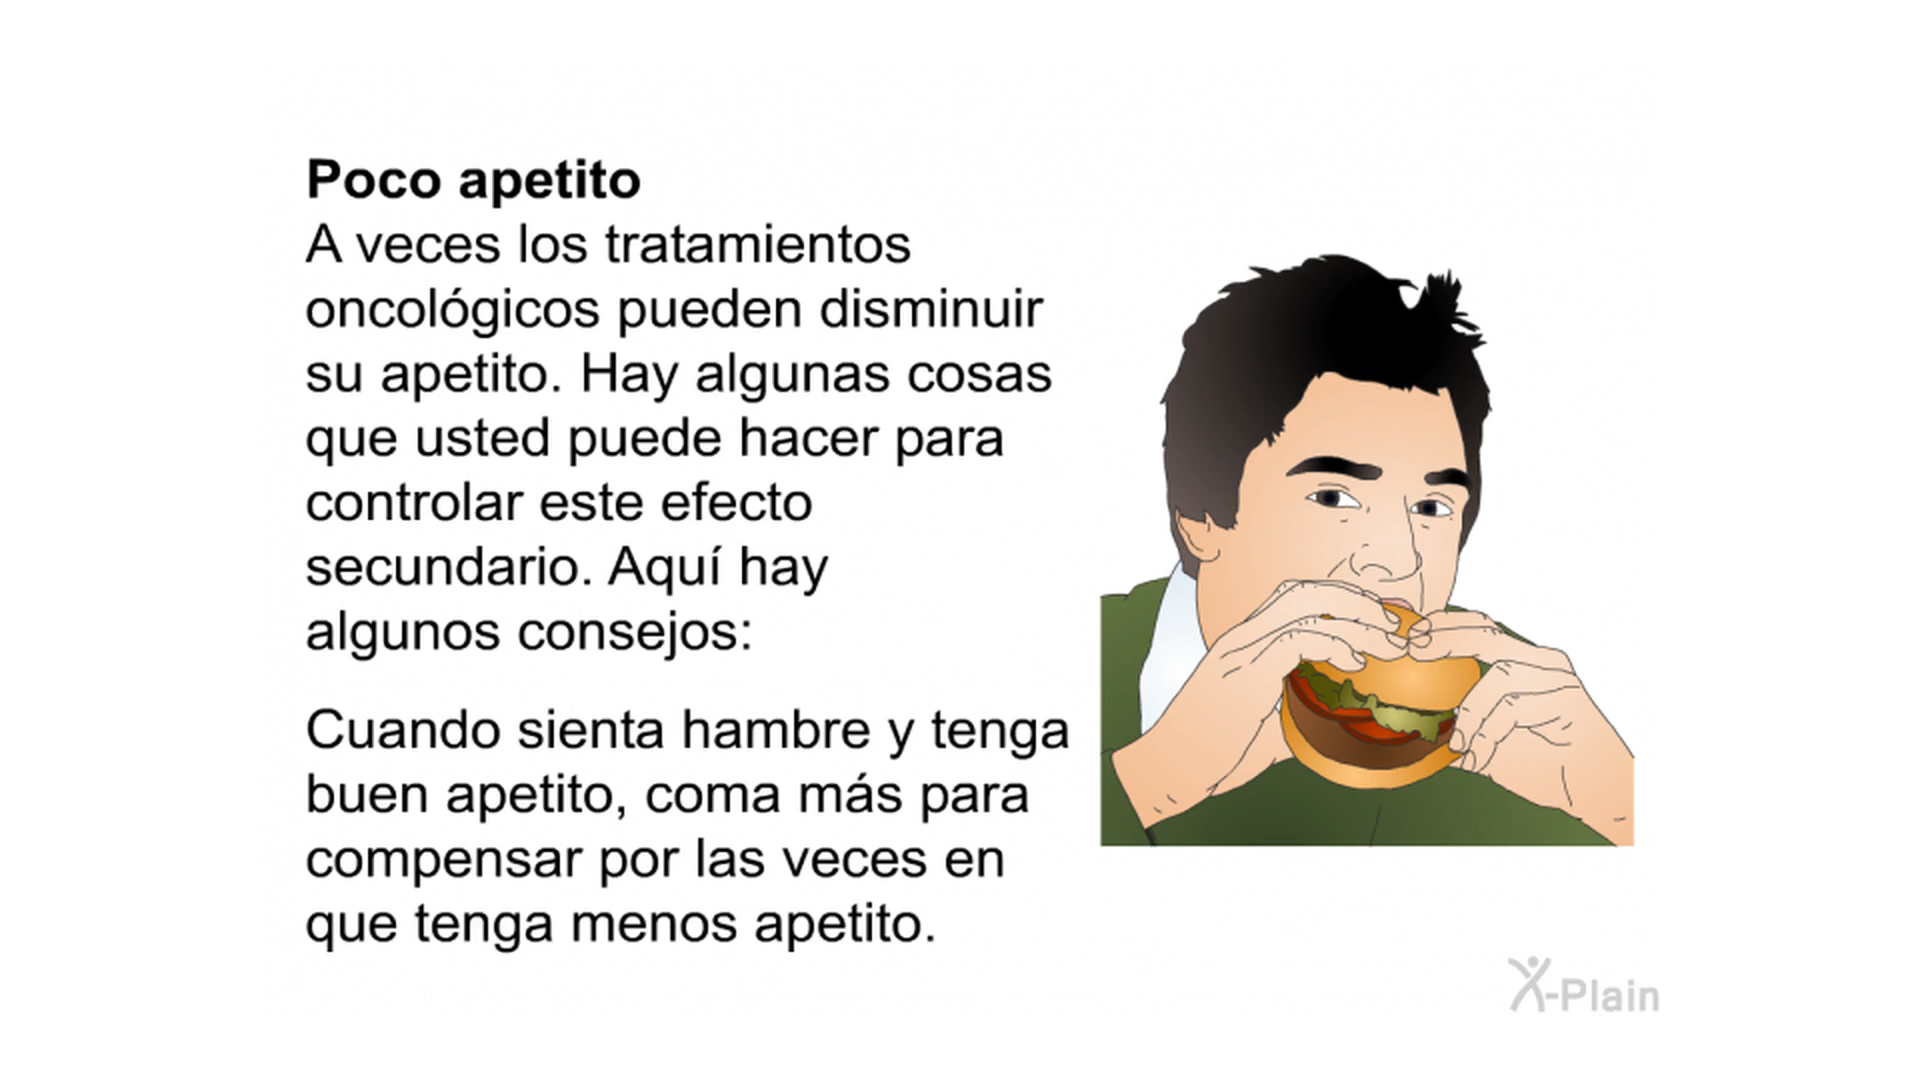 Poco apetito
A veces los tratamientos
oncológicos pueden disminuir
su apetito. Hay algunas cosas
que usted puede hacer para
controlar este efecto
secundario. Aquí hay
algunos consejos:
Cuando sienta hambre y tenga
buen apetito, coma más para
compensar por las veces en
que tenga menos apetito.
X-Plain